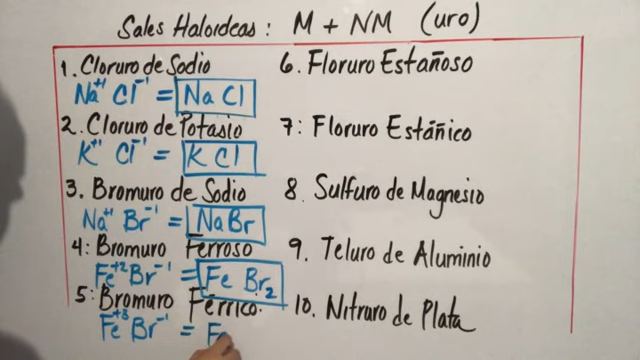 Sales Haloideas: M + NM (uro)
1. Cloruro de Sodio
Na⁺¹ Cl⁻¹ = NaCl
2. Cloruro de Potasio
K⁺¹ Cl⁻¹ = KCl
3. Bromuro de Sodio
Na⁺¹ Br⁻¹ = NaBr
4: Bromuro Ferroso
Fe⁺² Br⁻¹ = FeBr₂
5: Bromuro Férrico.
Fe⁺³ Br⁻¹ = F
6. Floruro Estañoso
7: Floruro Estáñico
8. Sulfuro de Magnesio
9. Teluro de Aluminio
10. Nitruro de Plata